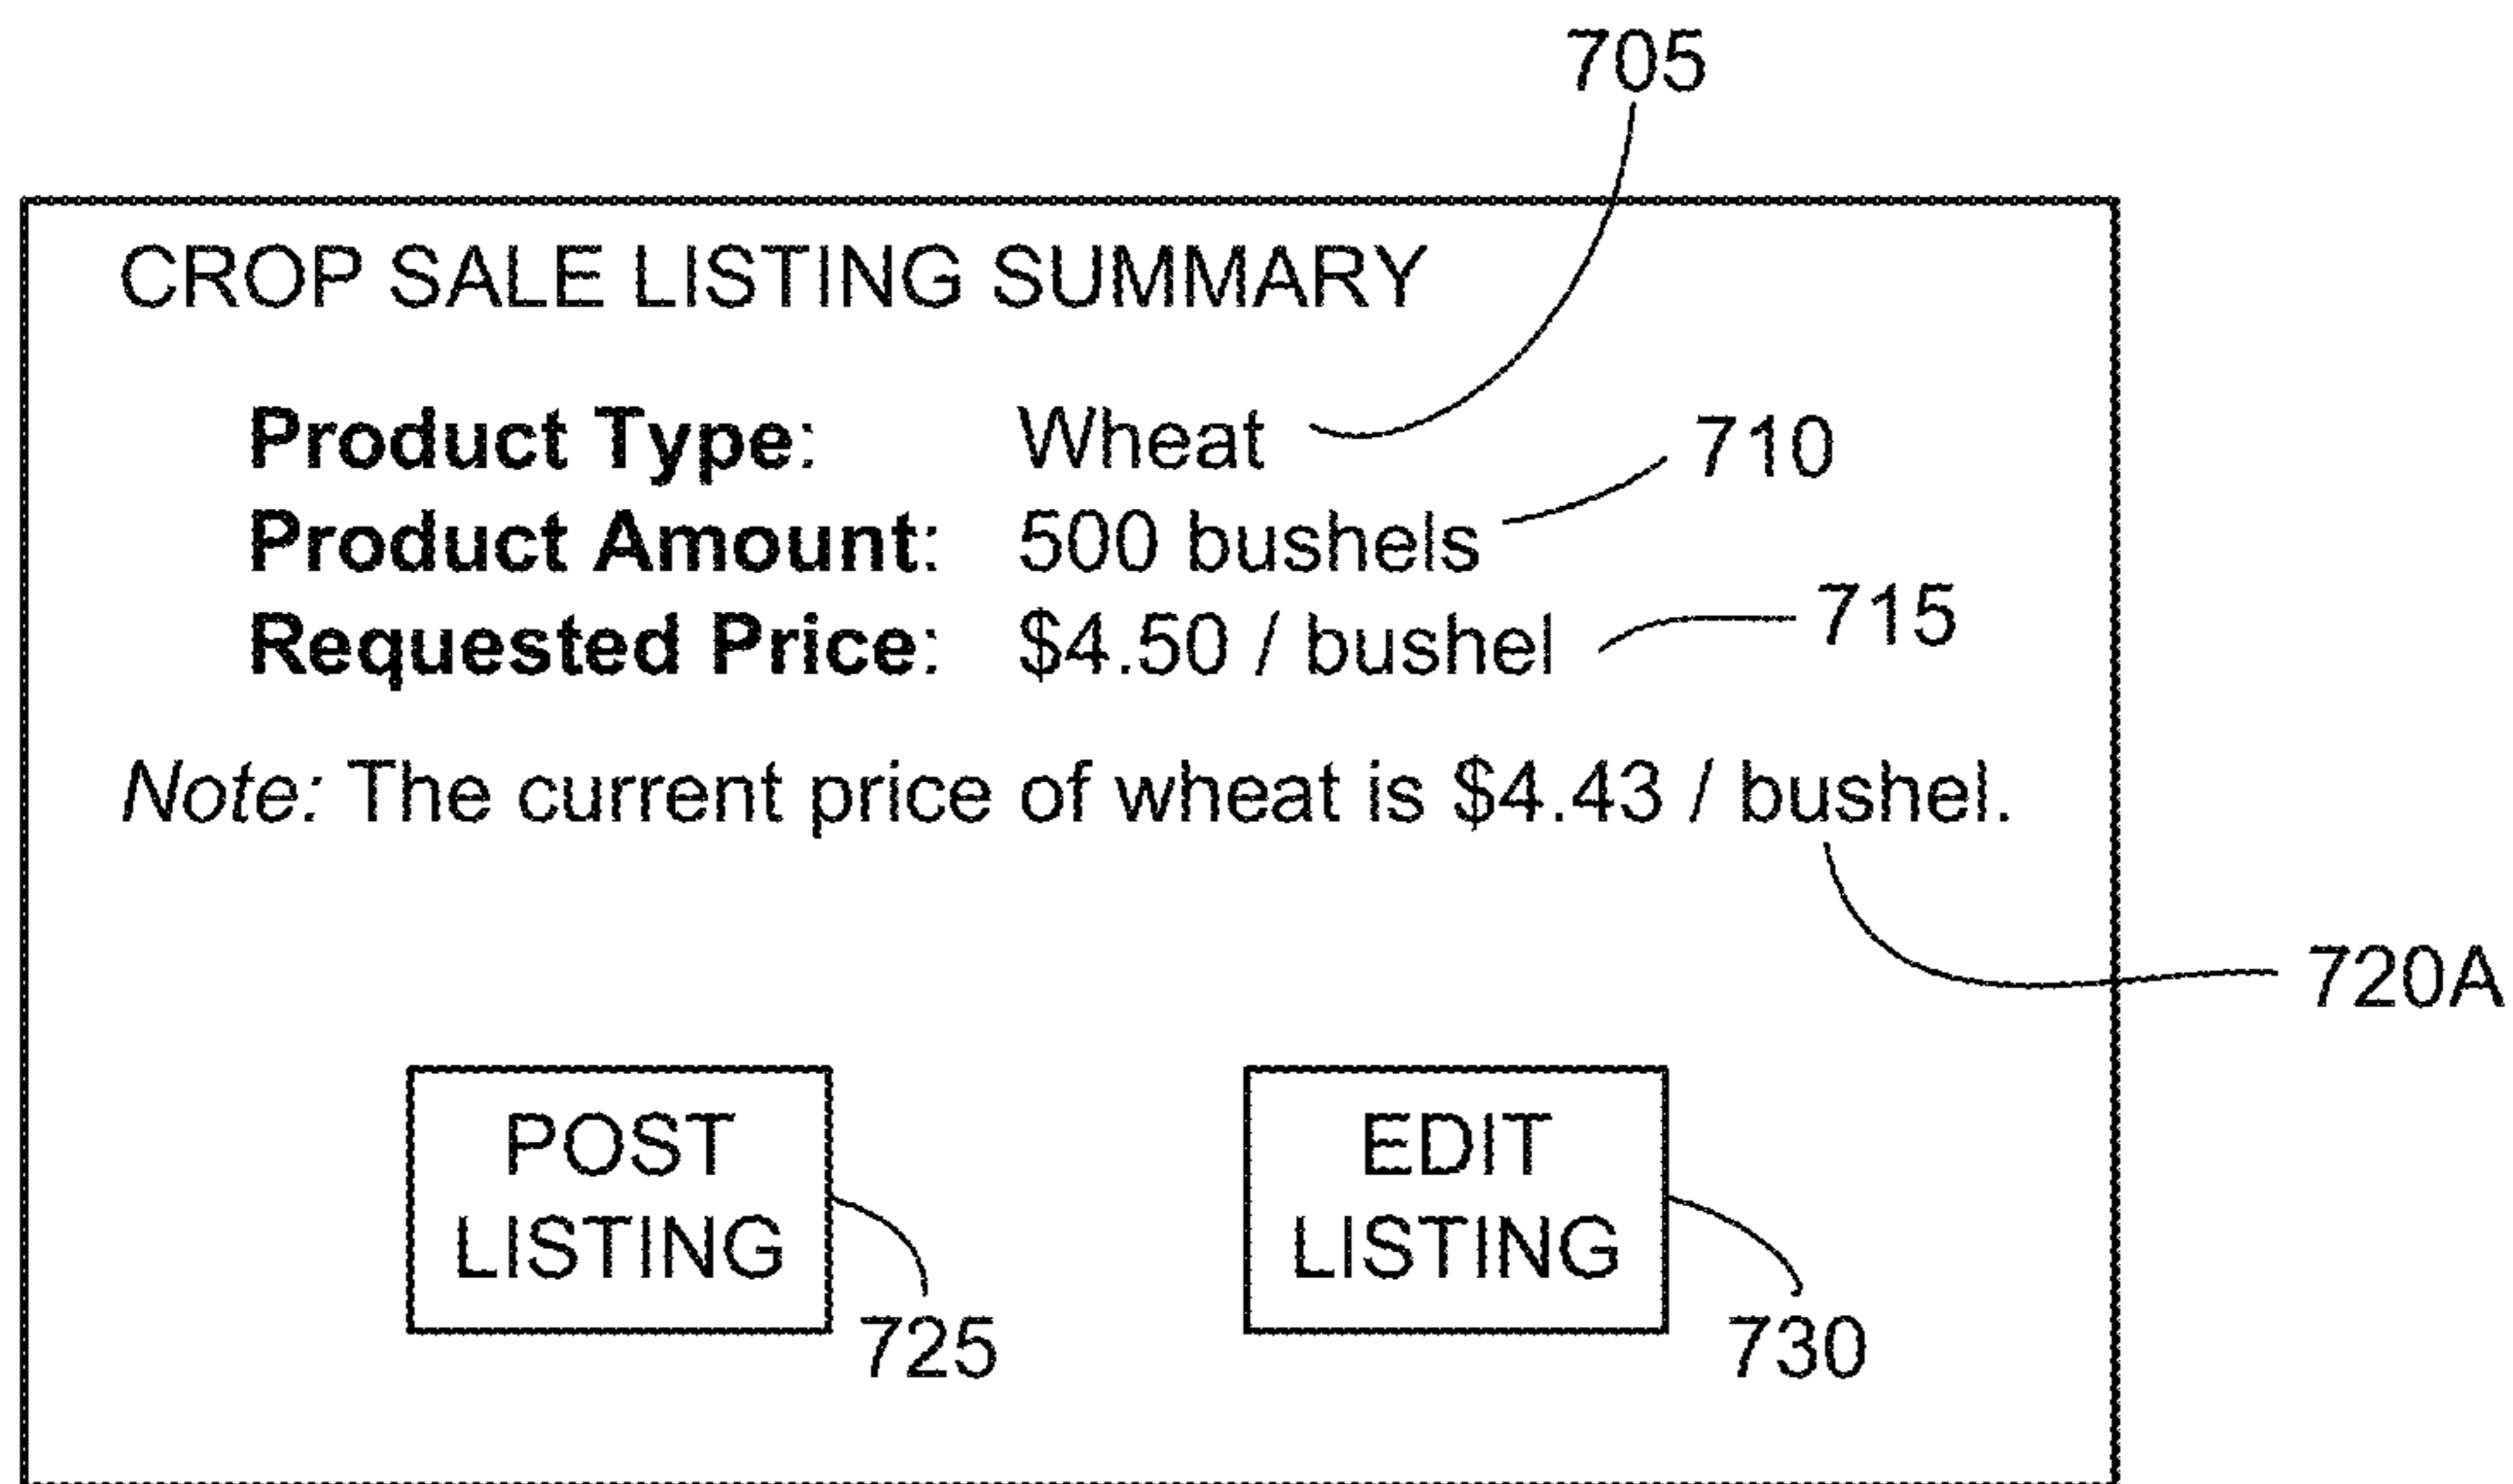 705
CROP SALE LISTING SUMMARY
Product Type: Wheat
710
Product Amount: 500 bushels
715
Requested Price: $4.50 / bushel
Note: The current price of wheat is $4.43 / bushel.
720A
POST
LISTING
725
EDIT
LISTING
730